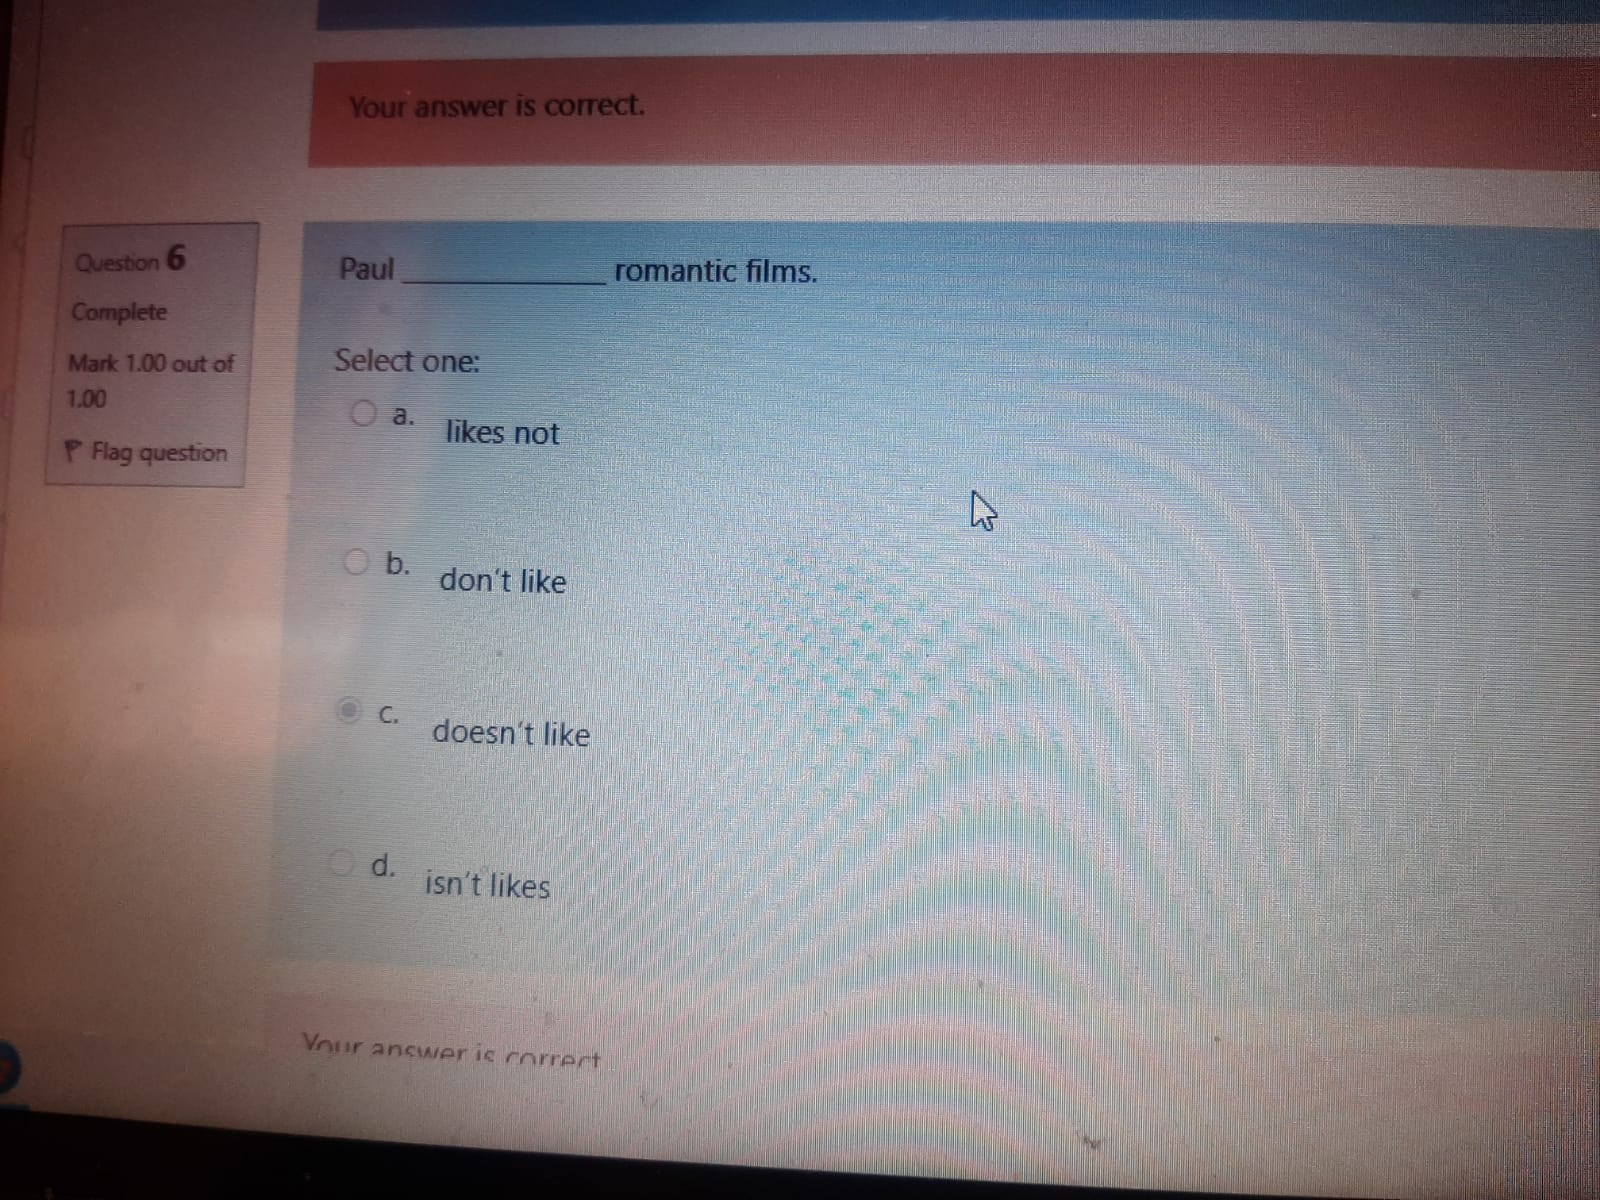 Your answer is correct.
Question 6
Complete
Mark 1.00 out of
1.00
Flag question
Paul ____________ romantic films.
Select one:
a. likes not
b. don't like
c. doesn't like
d. isn't likes
Your answer is correct